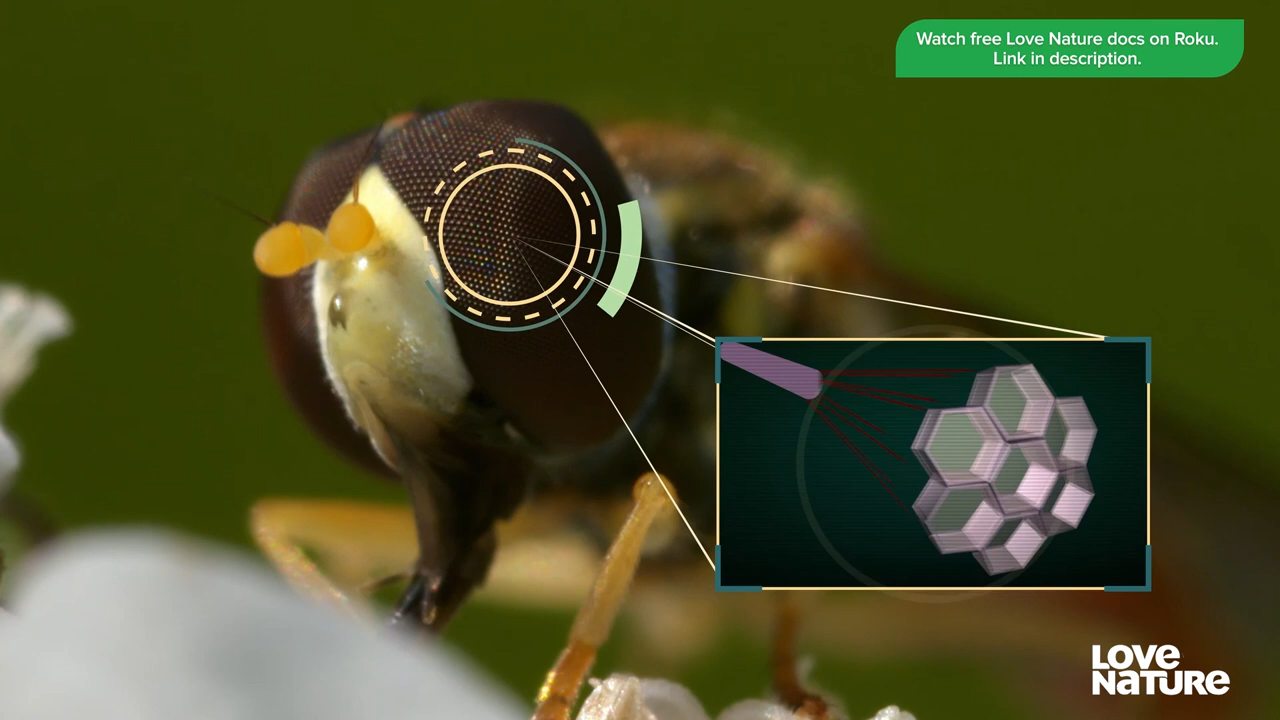 Watch free Love Nature docs on Roku.
Link in description.
LOVE
NATURE